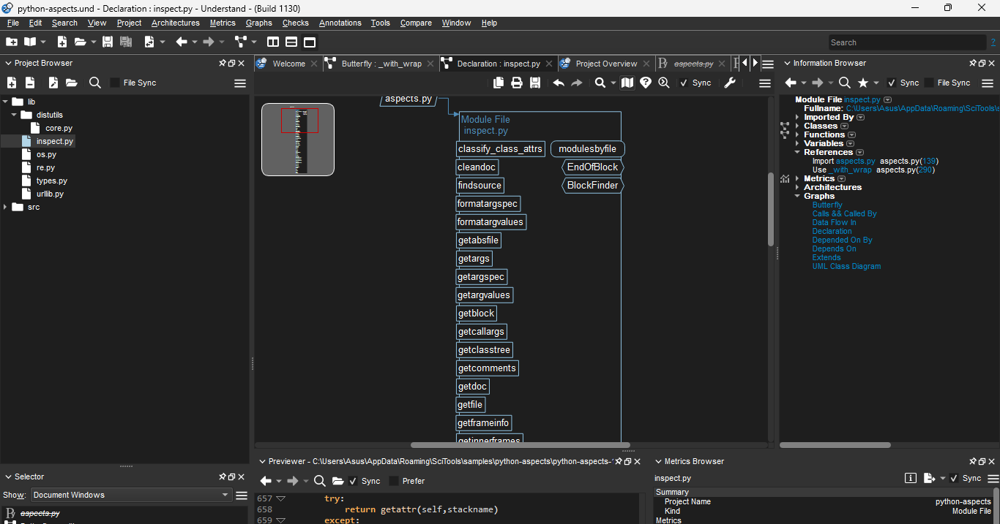 python-aspects.und - Declaration : inspect.py - Understand - (Build 1130)
File Edit Search View Project Architectures Metrics Graphs Checks Annotations Tools Compare Window Help
Search ?
Project Browser
File Sync
lib
distutils
core.py
inspect.py
os.py
re.py
types.py
urllib.py
src
Selector
Show: Document Windows
aspects.py
Welcome Butterfly : _with_wrap Declaration : inspect.py Project Overview aspects.py
Sync
aspects.py
Module File
inspect.py
classify_class_attrs modulesbyfile
cleandoc EndOfBlock
findsource BlockFinder
formatargspec
formatargvalues
getabsfile
getargs
getargspec
getargvalues
getblock
getcallargs
getclasstree
getcomments
getdoc
getfile
getframeinfo
getinnerframes
Previewer - C:\Users\Asus\AppData\Roaming\SciTools\samples\python-aspects\python-aspects-
Sync Prefer
657 try:
658 return getattr(self,stackname)
659 except:
Information Browser
Sync File Sync
Module File inspect.py
Fullname: C:\Users\Asus\AppData\Roaming\SciTools\s
Imported By
Classes
Functions
Variables
References
Import aspects.py aspects.py(139)
Use _with_wrap aspects.py(290)
Metrics
Architectures
Graphs
Butterfly
Calls && Called By
Data Flow In
Declaration
Depended On By
Depends On
Extends
UML Class Diagram
Metrics Browser
inspect.py
Sync
Summary
Project Name python-aspects
Kind Module File
Metrics